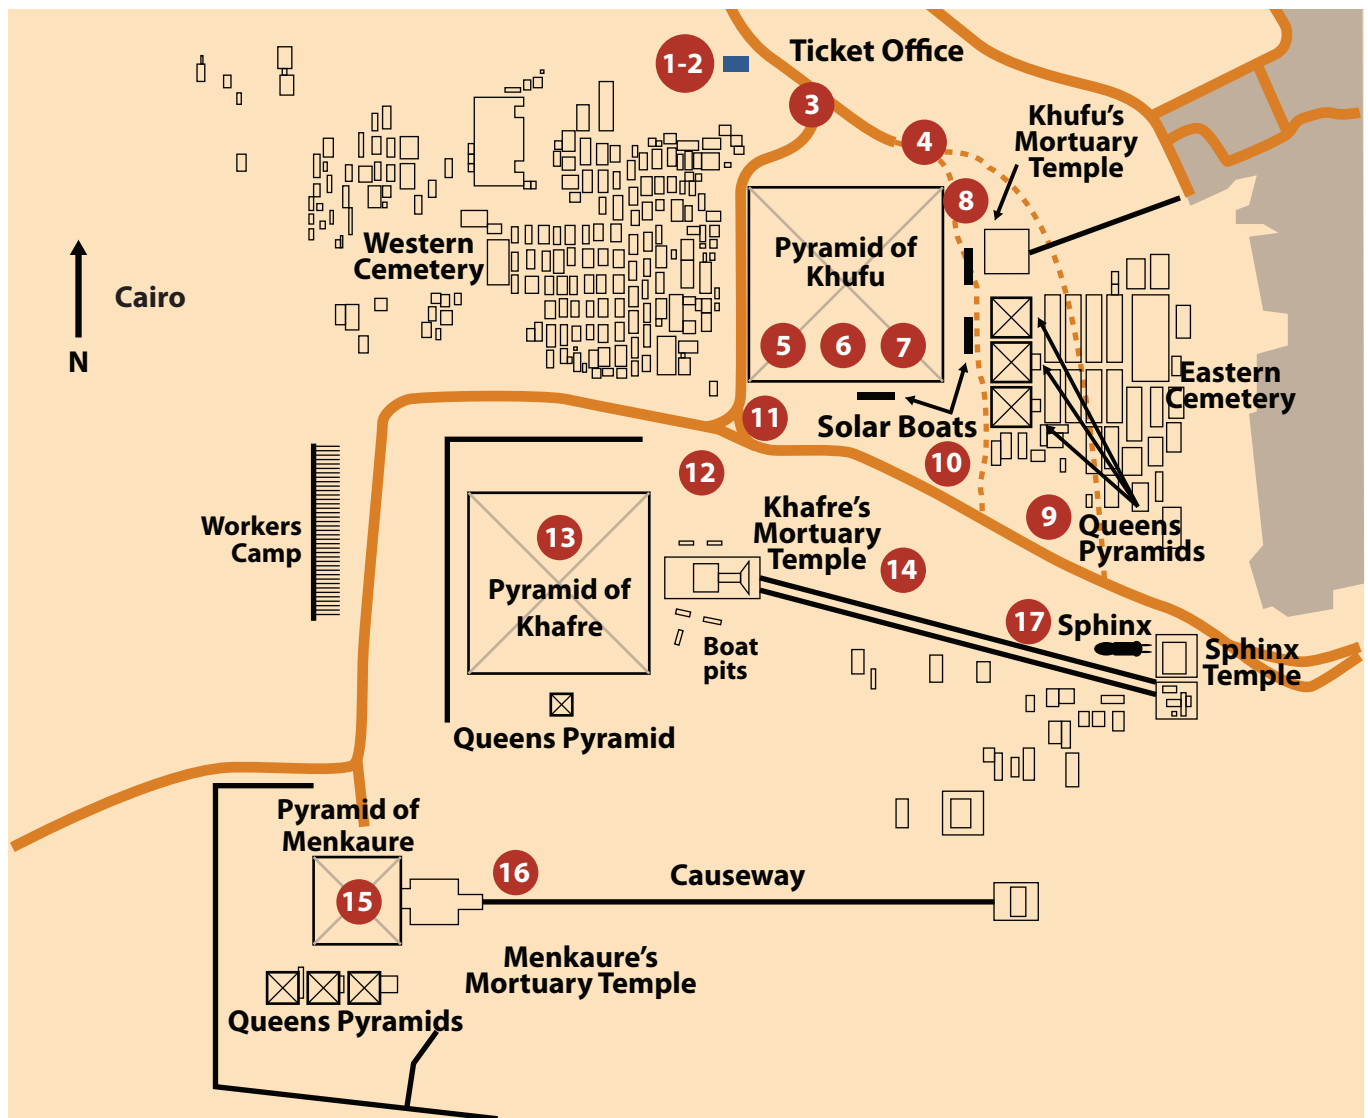 1-2
Ticket Office
3
4
Khufu's
Mortuary
Temple
8
Western
Cemetery
Pyramid of
Khufu
Cairo
N
5
6
7
Eastern
Cemetery
11
Solar Boats
10
12
Workers
Camp
Khafre's
Mortuary
Temple
9
Queens
Pyramids
13
Pyramid of
Khafre
14
17
Sphinx
Boat
pits
Sphinx
Temple
Queens Pyramid
Pyramid of
Menkaure
15
16
Causeway
Menkaure's
Mortuary Temple
Queens Pyramids